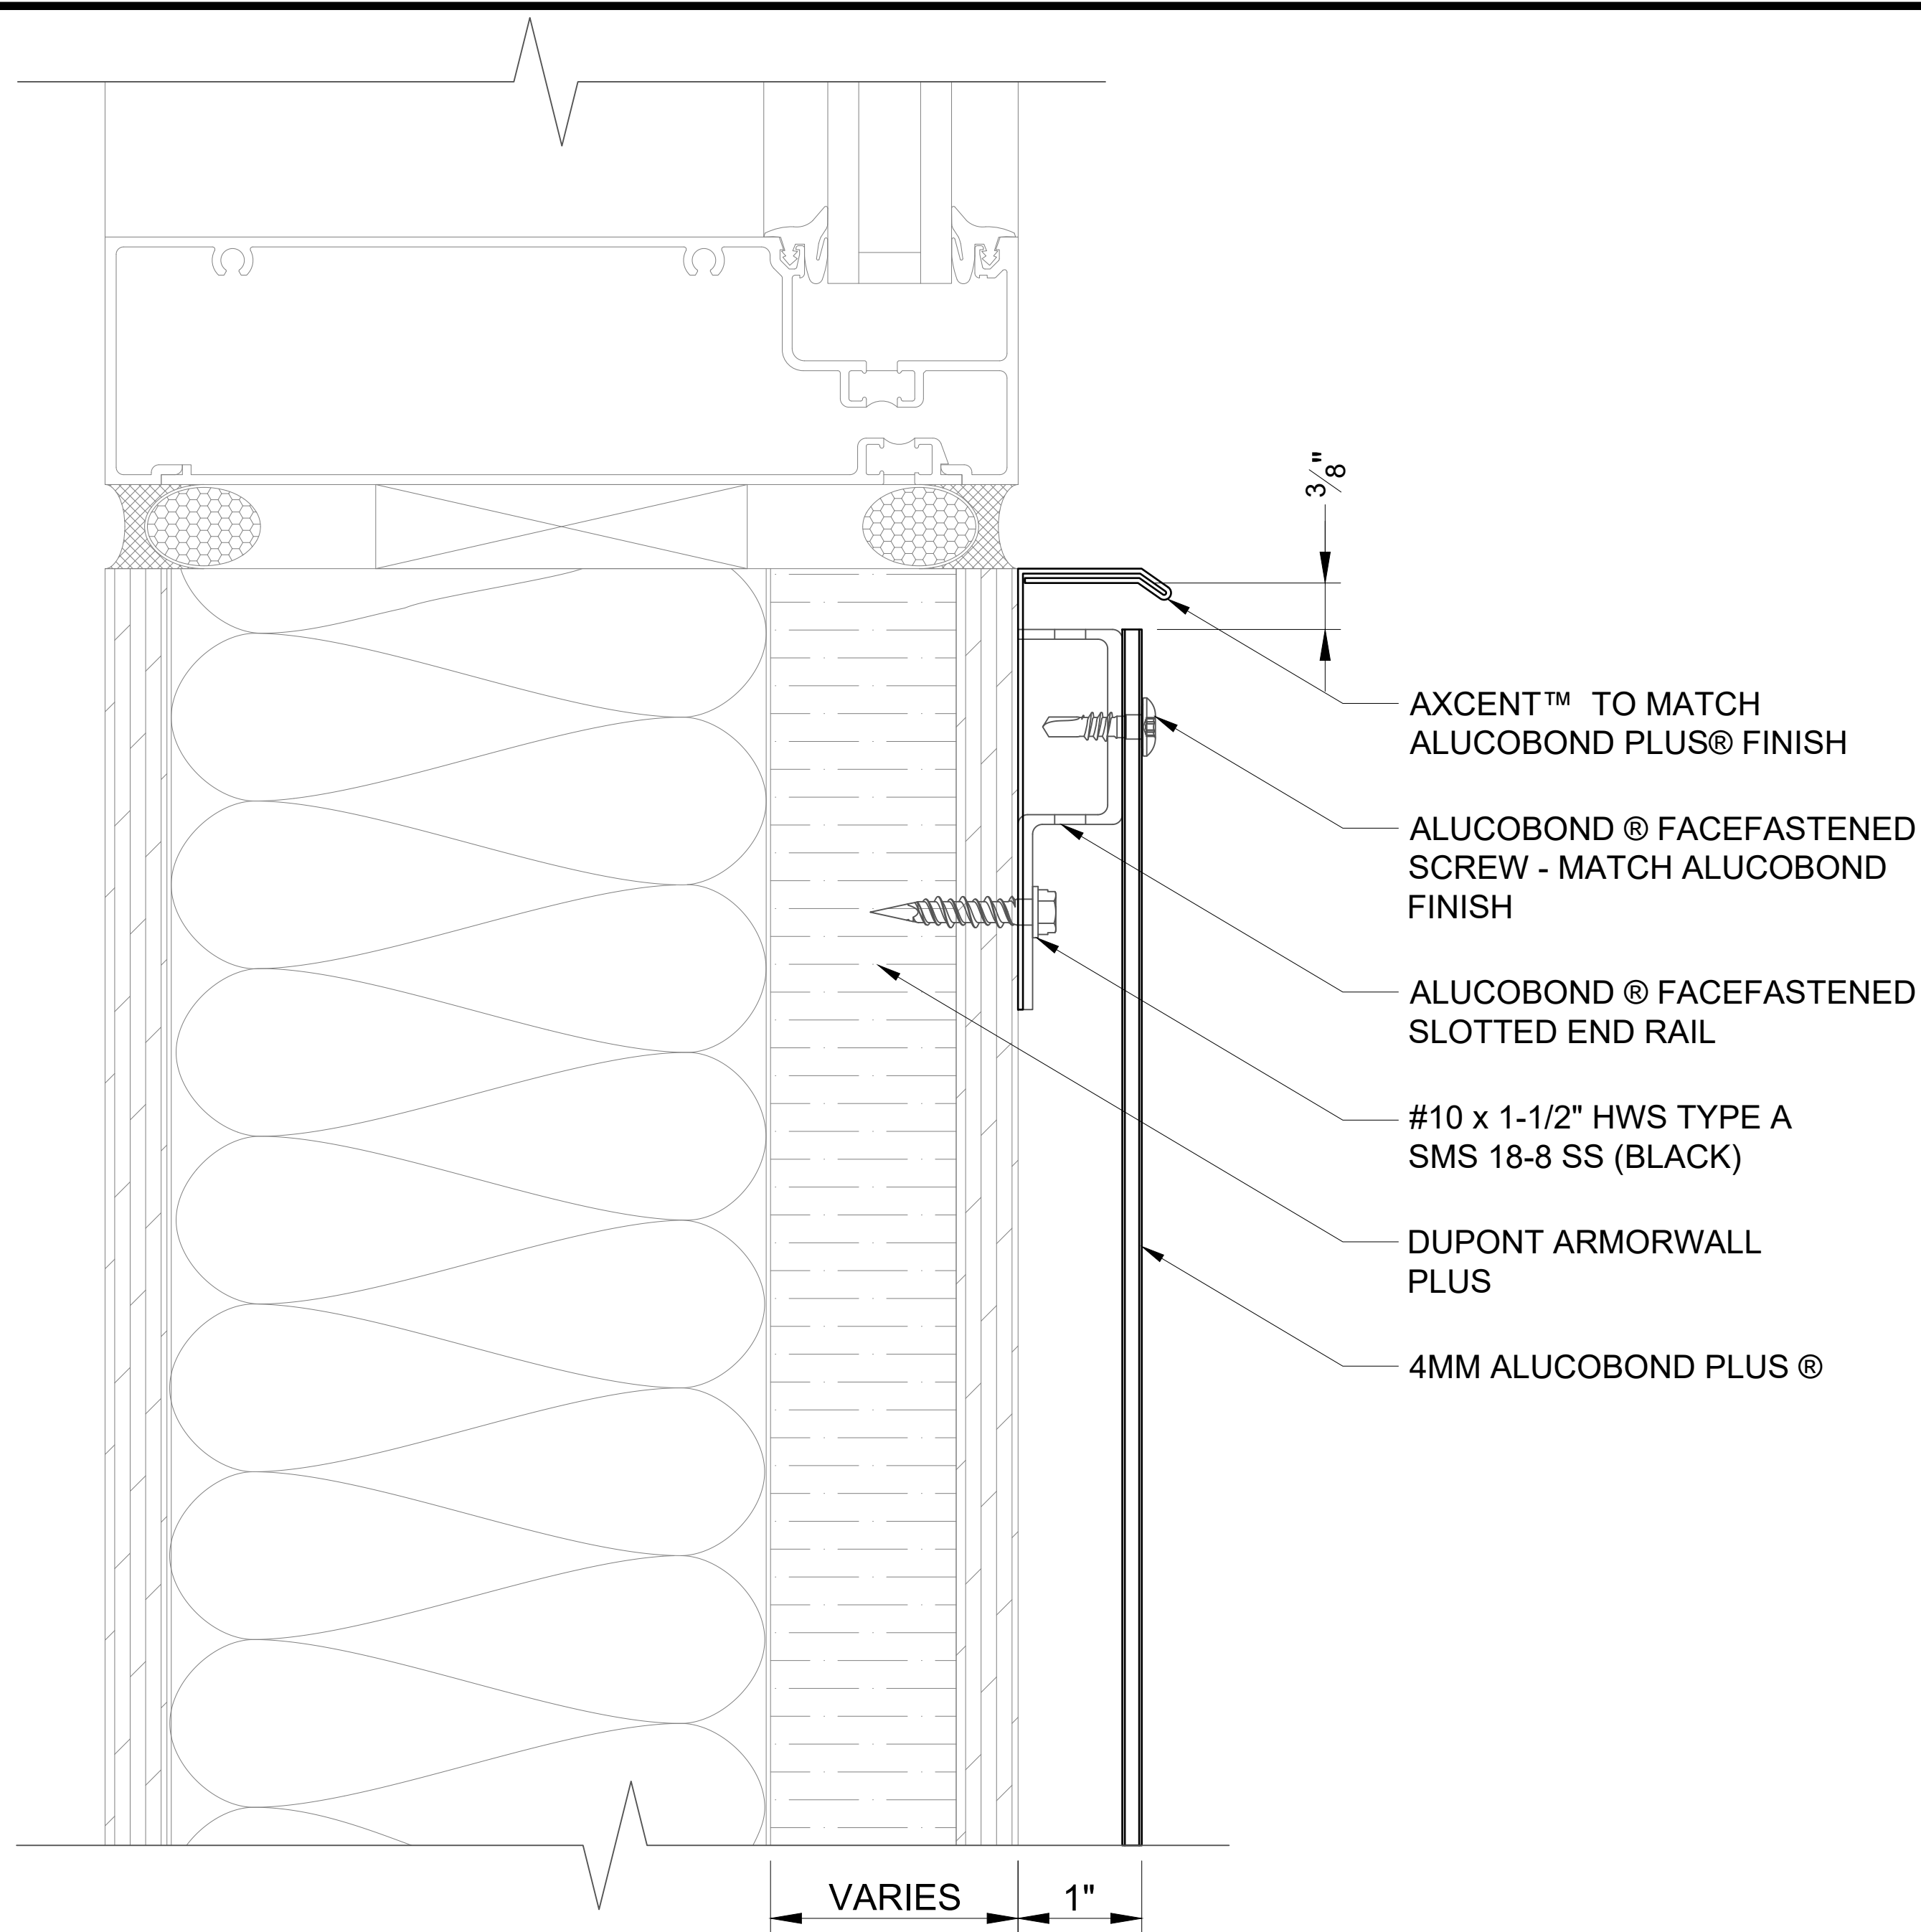 3/8"
AXCENT™ TO MATCH
ALUCOBOND PLUS® FINISH
ALUCOBOND ® FACEFASTENED
SCREW - MATCH ALUCOBOND
FINISH
ALUCOBOND ® FACEFASTENED
SLOTTED END RAIL
#10 x 1-1/2" HWS TYPE A
SMS 18-8 SS (BLACK)
DUPONT ARMORWALL
PLUS
4MM ALUCOBOND PLUS ®
VARIES
1"